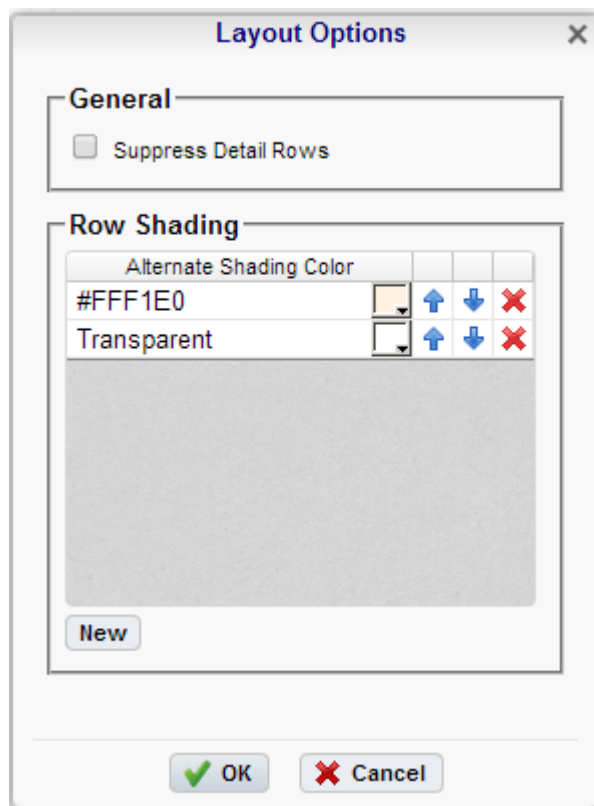 Layout Options
General
Suppress Detail Rows
Row Shading
Alternate Shading Color
#FFF1E0
Transparent
New
OK
Cancel